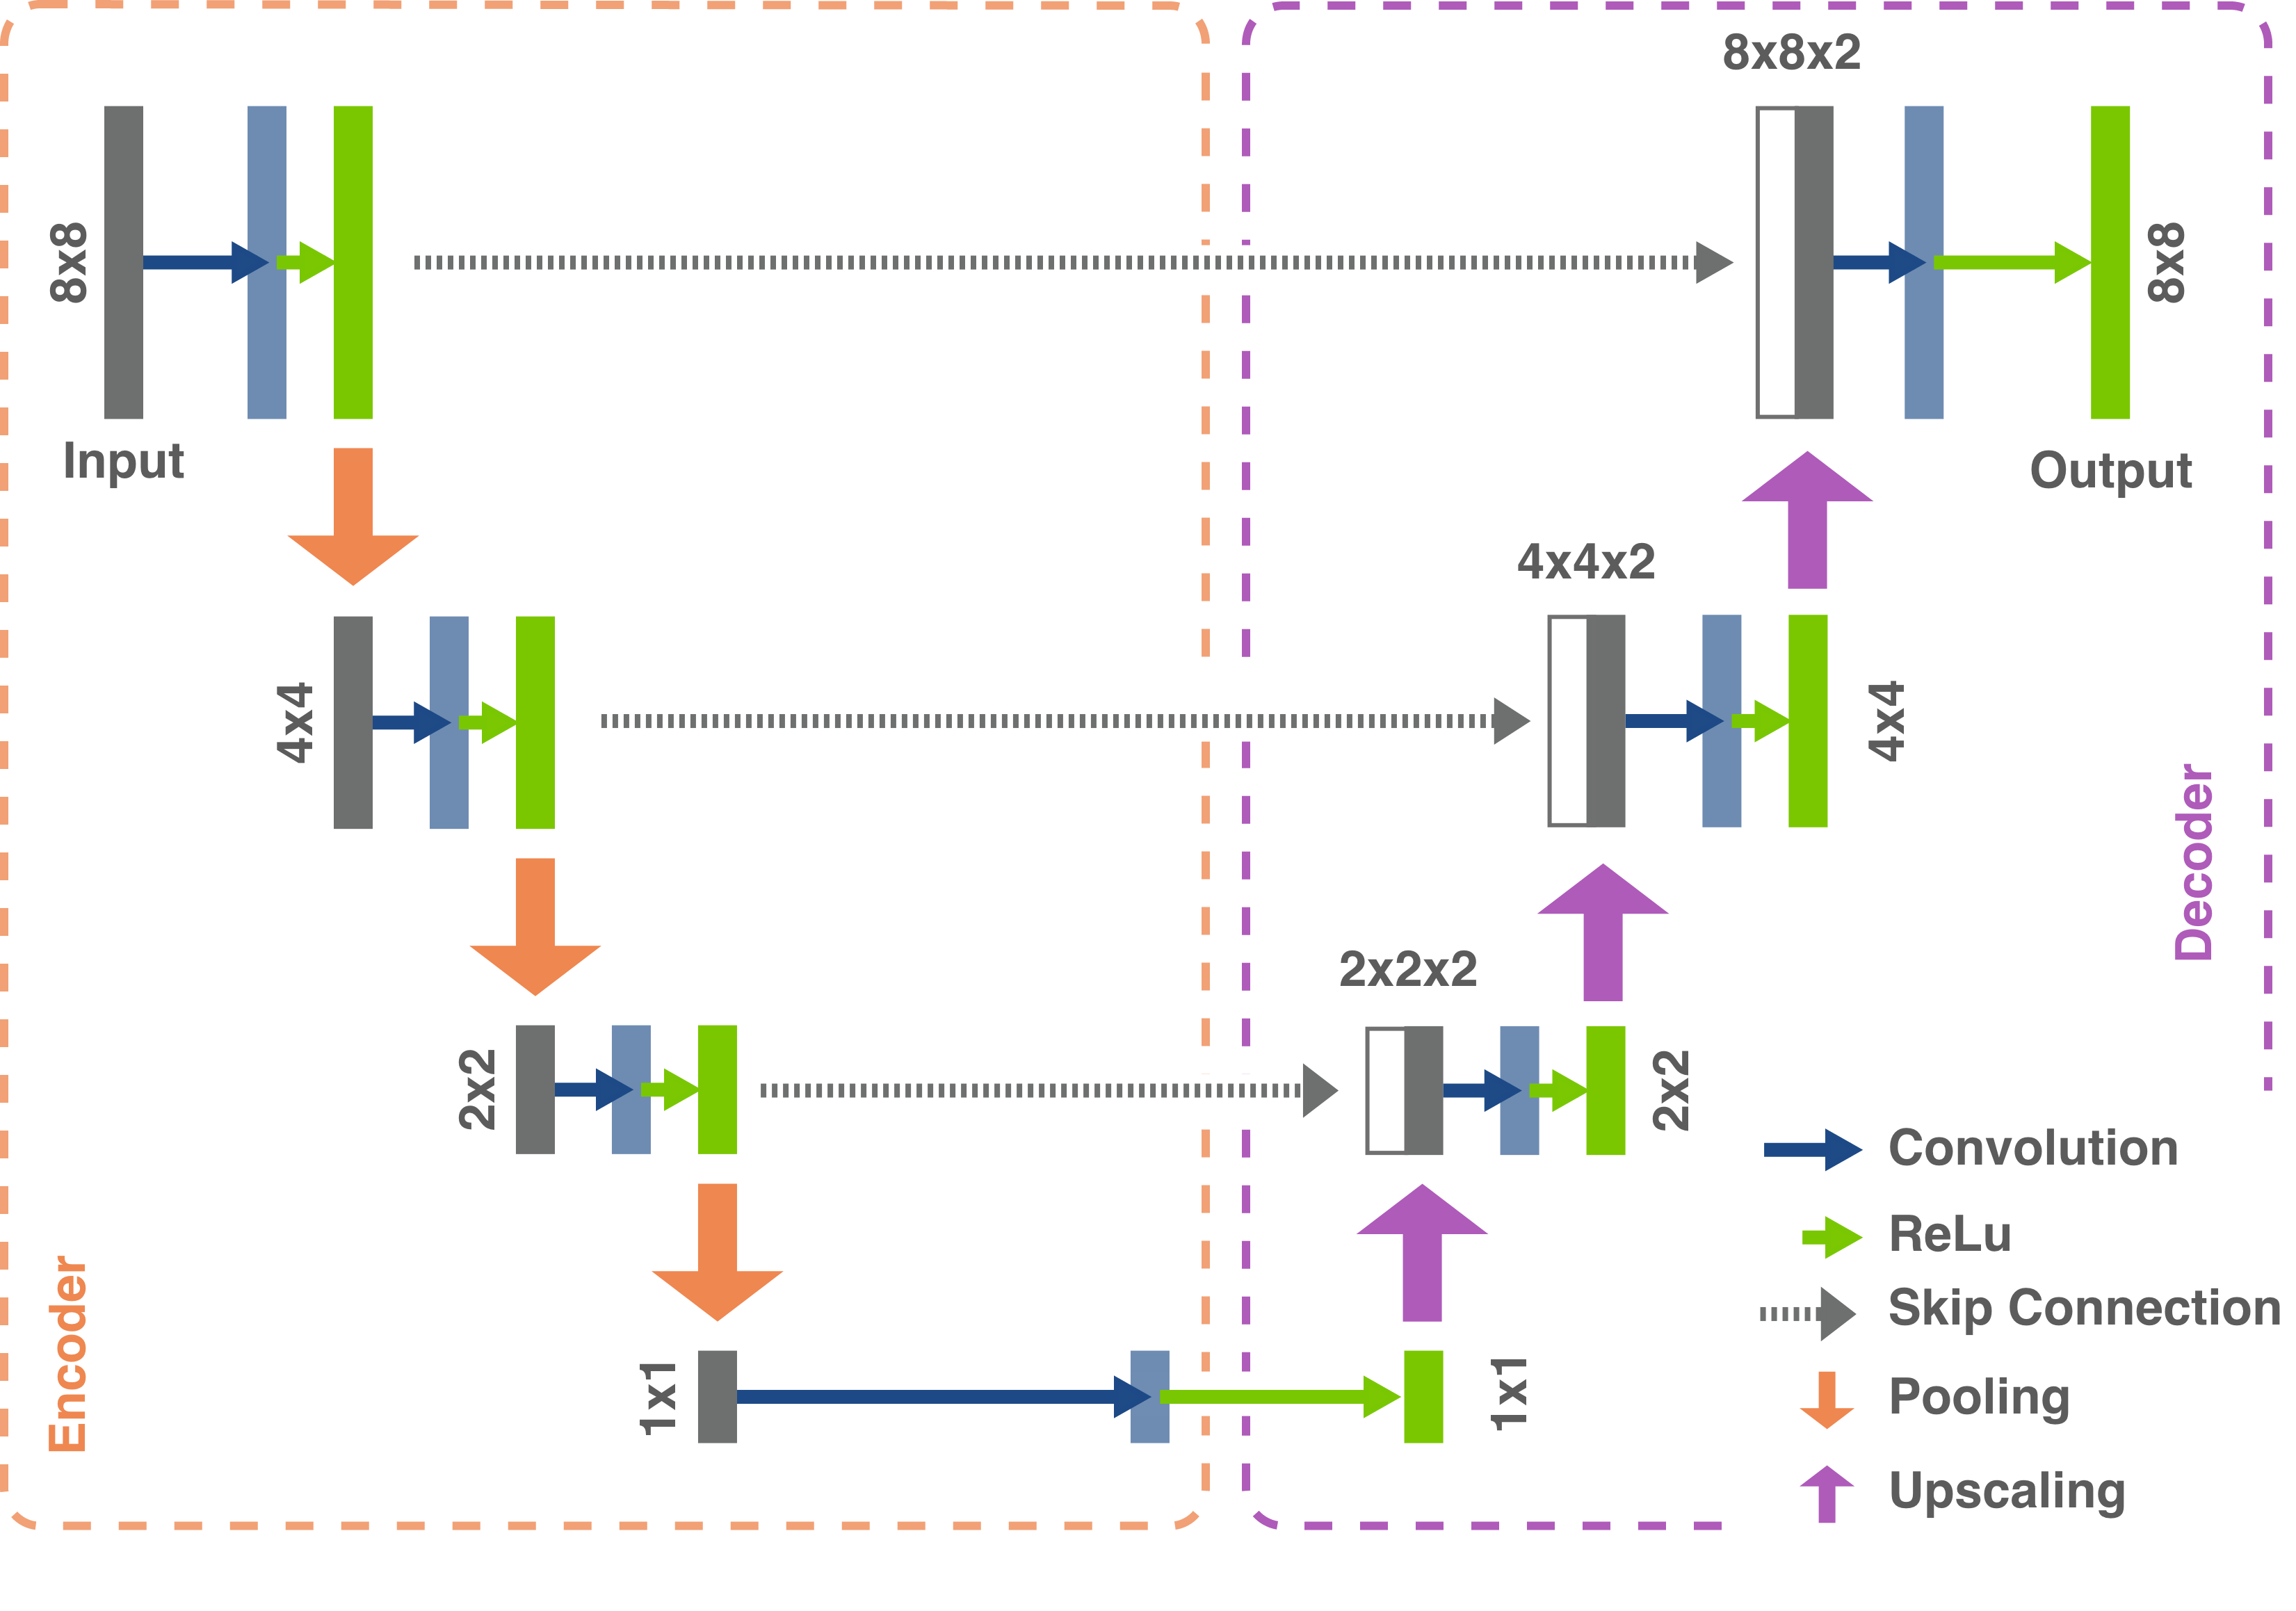 8x8x2
8x8
8x8
Input
Output
4x4x2
4x4
4x4
Decoder
2x2x2
2x2
2x2
Convolution
ReLu
Skip Connection
Encoder
1x1
1x1
Pooling
Upscaling